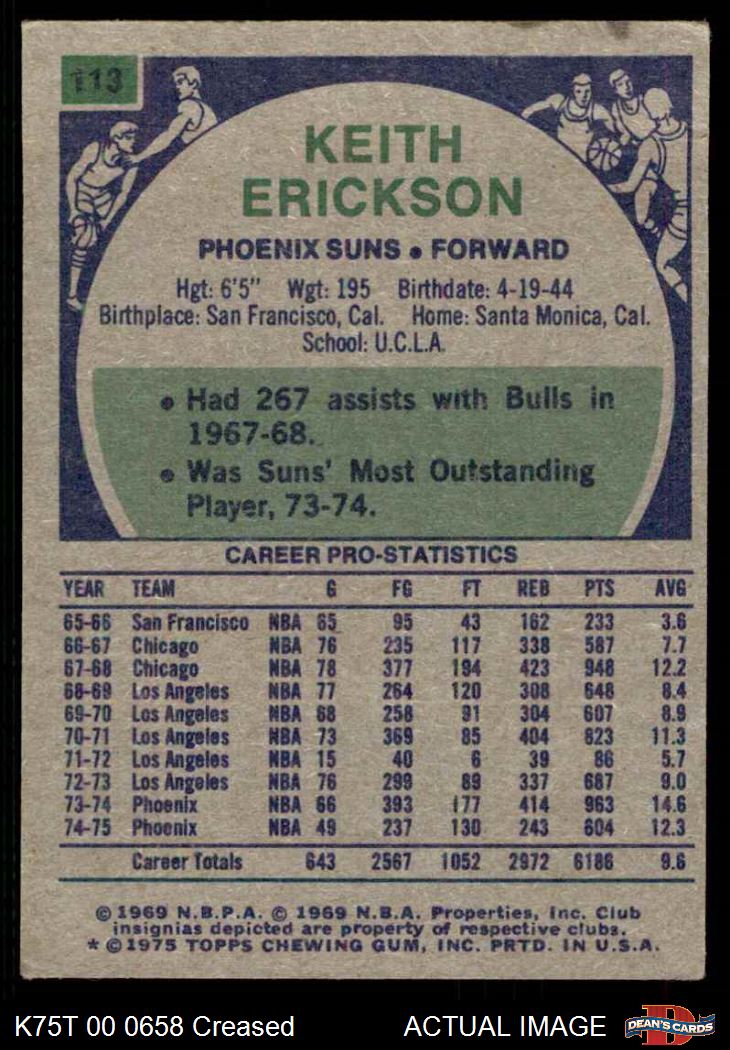 113
KEITH
ERICKSON
PHOENIX SUNS • FORWARD
Hgt: 6'5" Wgt: 195 Birthdate: 4-19-44
Birthplace: San Francisco, Cal. Home: Santa Monica, Cal.
School: U.C.L.A.
• Had 267 assists with Bulls in
1967-68.
• Was Suns' Most Outstanding
Player, 73-74.
CAREER PRO-STATISTICS
YEAR TEAM G FG FT REB PTS AVG
65-66 San Francisco NBA 65 95 43 162 233 3.6
66-67 Chicago NBA 76 235 117 338 587 7.7
67-68 Chicago NBA 78 377 194 423 948 12.2
68-69 Los Angeles NBA 77 264 120 308 648 8.4
69-70 Los Angeles NBA 68 258 91 304 607 8.9
70-71 Los Angeles NBA 73 369 85 404 823 11.3
71-72 Los Angeles NBA 15 40 6 39 86 5.7
72-73 Los Angeles NBA 76 299 89 337 687 9.0
73-74 Phoenix NBA 66 393 177 414 963 14.6
74-75 Phoenix NBA 49 237 130 243 604 12.3
Career Totals 643 2567 1052 2972 6186 9.6
© 1969 N.B.P.A. © 1969 N.B.A. Properties, Inc. Club
insignias depicted are property of respective clubs.
* © 1975 TOPPS CHEWING GUM, INC. PRTD. IN U.S.A.
K75T 00 0658 Creased ACTUAL IMAGE
D
DEAN'S CARDS